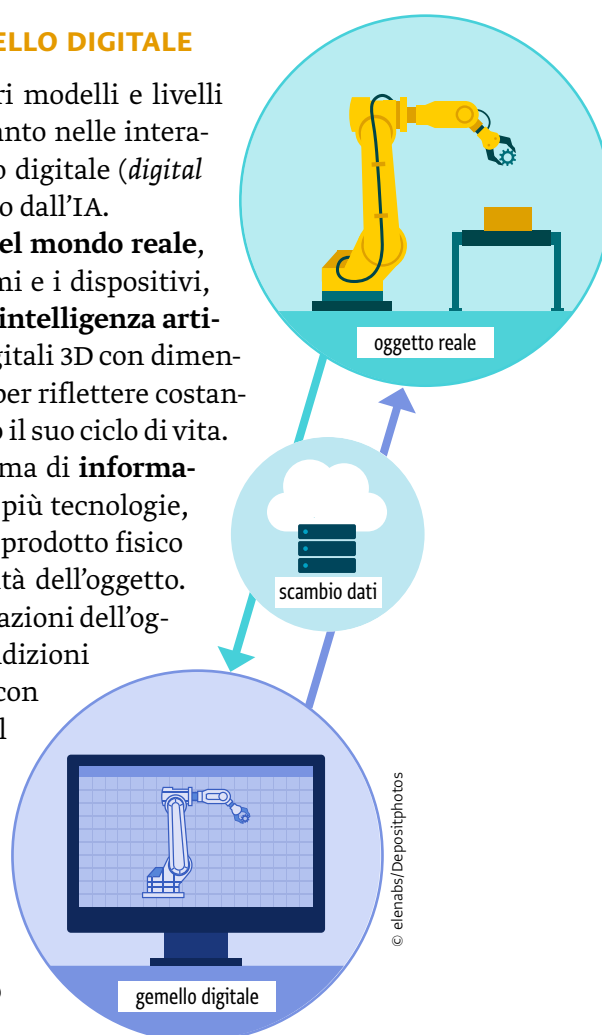 ELLO DIGITALE
ri modelli e livelli
anto nelle intera-
o digitale (digital
o dall'IA.
el mondo reale,
mi e i dispositivi,
intelligenza arti-
gitali 3D con dimen-
per riflettere costan-
o il suo ciclo di vita.
ma di informa-
più tecnologie,
prodotto fisico
tà dell'oggetto.
azioni dell'og-
ndizioni
con
l
oggetto reale
scambio dati
gemello digitale
© elenabs/Depositphotos